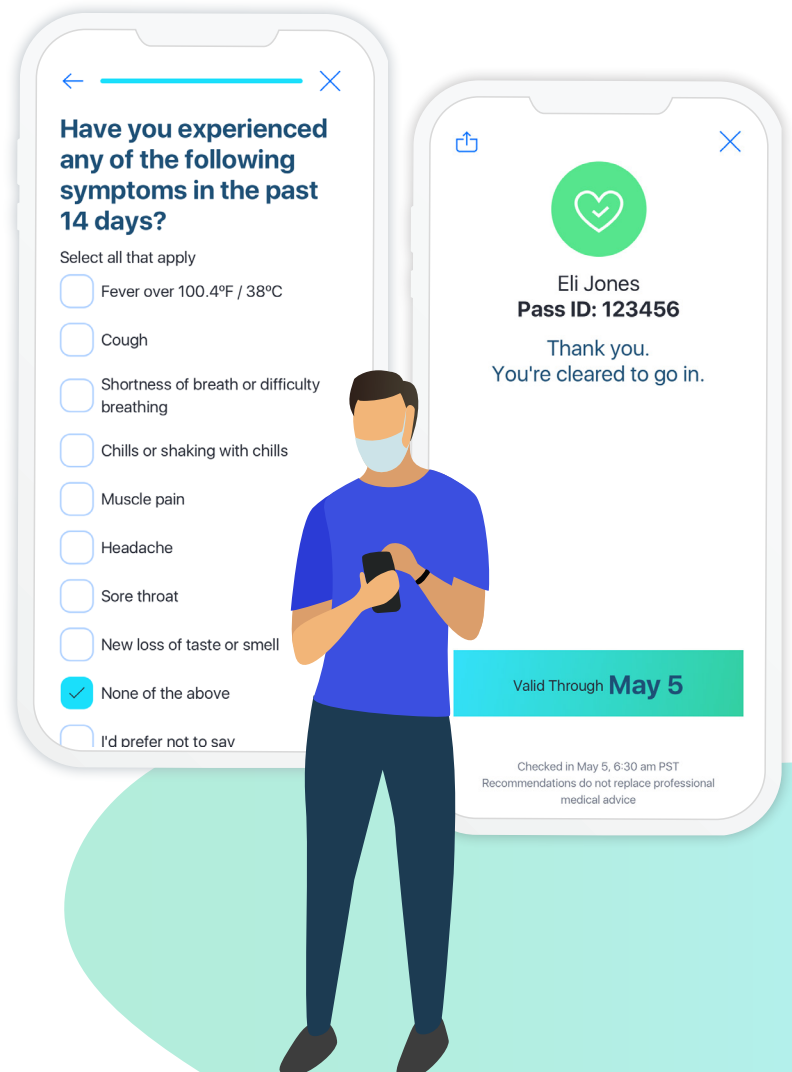 Have you experienced
any of the following
symptoms in the past
14 days?
Select all that apply
Fever over 100.4ºF / 38ºC
Cough
Shortness of breath or difficulty
breathing
Chills or shaking with chills
Muscle pain
Headache
Sore throat
New loss of taste or smell
None of the above
I'd prefer not to say
Eli Jones
Pass ID: 123456
Thank you.
You're cleared to go in.
Valid Through May 5
Checked in May 5, 6:30 am PST
Recommendations do not replace professional
medical advice